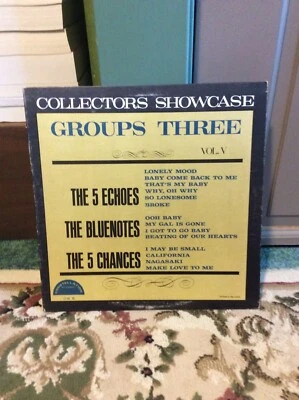 COLLECTORS SHOWCASE
GROUPS THREE
VOL. V
THE 5 ECHOES
LONELY MOOD
BABY COME BACK TO ME
THAT'S MY BABY
WHY, OH WHY
SO LONESOME
BROKE
THE BLUENOTES
OOH BABY
MY GAL IS GONE
I GOT TO GO BABY
BEATING OF OUR HEARTS
THE 5 CHANCES
I MAY BE SMALL
CALIFORNIA
NAGASAKI
MAKE LOVE TO ME